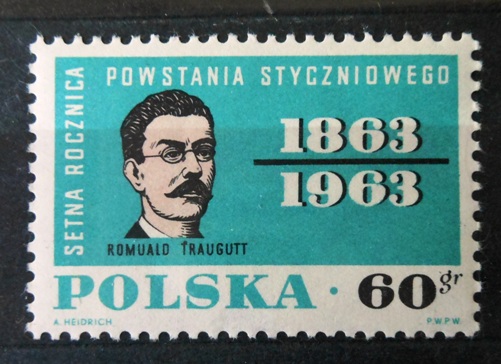 SETNA ROCZNICA
POWSTANIA STYCZNIOWEGO
1863
1963
ROMUALD TRAUGUTT
POLSKA · 60 gr
A. HEIDRICH. P.W.P.W.